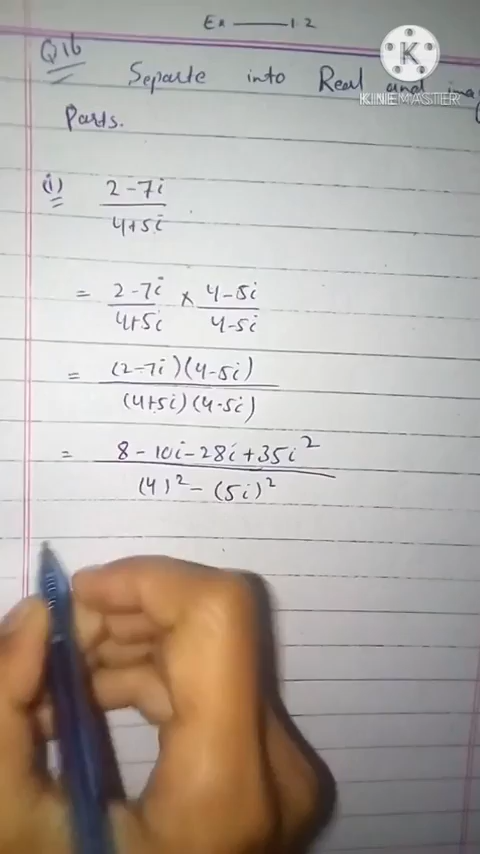 Ex — 1.2
Q16
Separte into Real and ima
Parts.
K
KINEMASTER
(i) 2-7i / 4+5i
= 2-7i / 4+5i × 4-5i / 4-5i
= (2-7i)(4-5i) / (4+5i)(4-5i)
= 8-10i-28i+35i² / (4)²-(5i)²